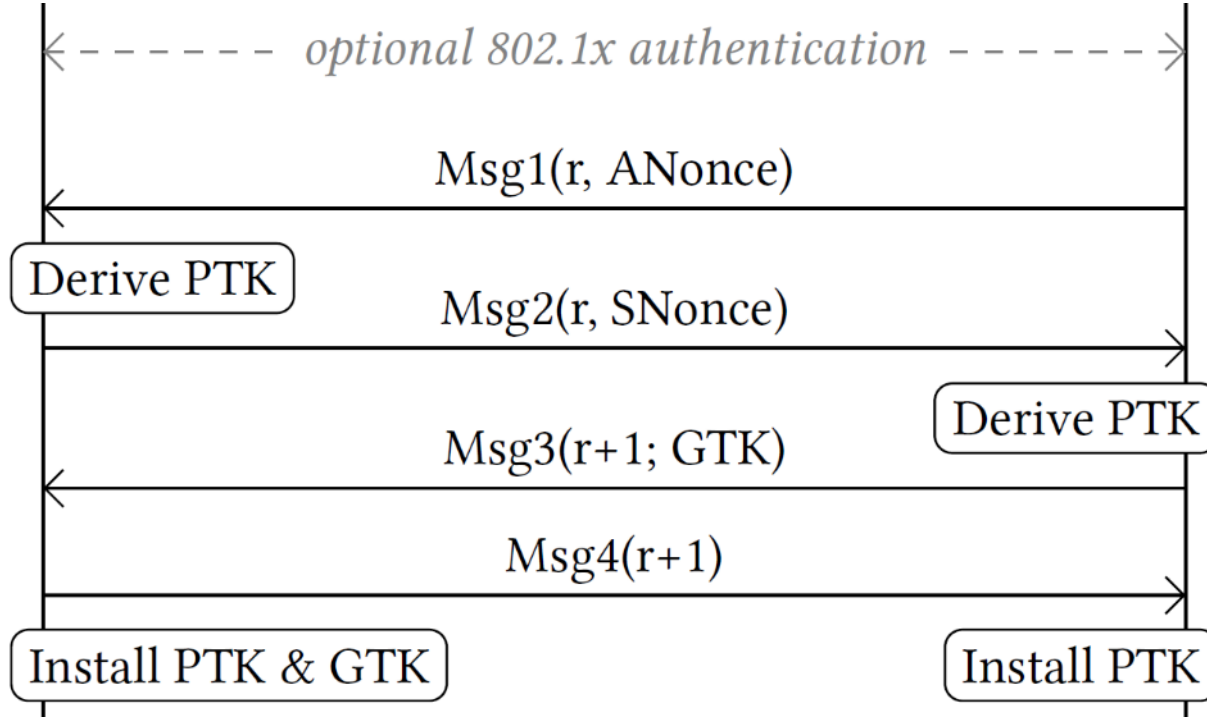 optional 802.1x authentication
Msg1(r, ANonce)
Derive PTK
Msg2(r, SNonce)
Derive PTK
Msg3(r+1; GTK)
Msg4(r+1)
Install PTK & GTK
Install PTK